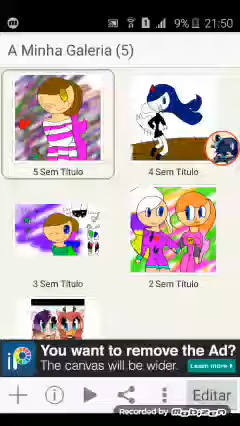 9% 21:50
A Minha Galeria (5)
5 Sem Título
4 Sem Título
3 Sem Título
2 Sem Título
You want to remove the Ad?
The canvas will be wider.
Learn more
Editar
Recorded by
Mobizen